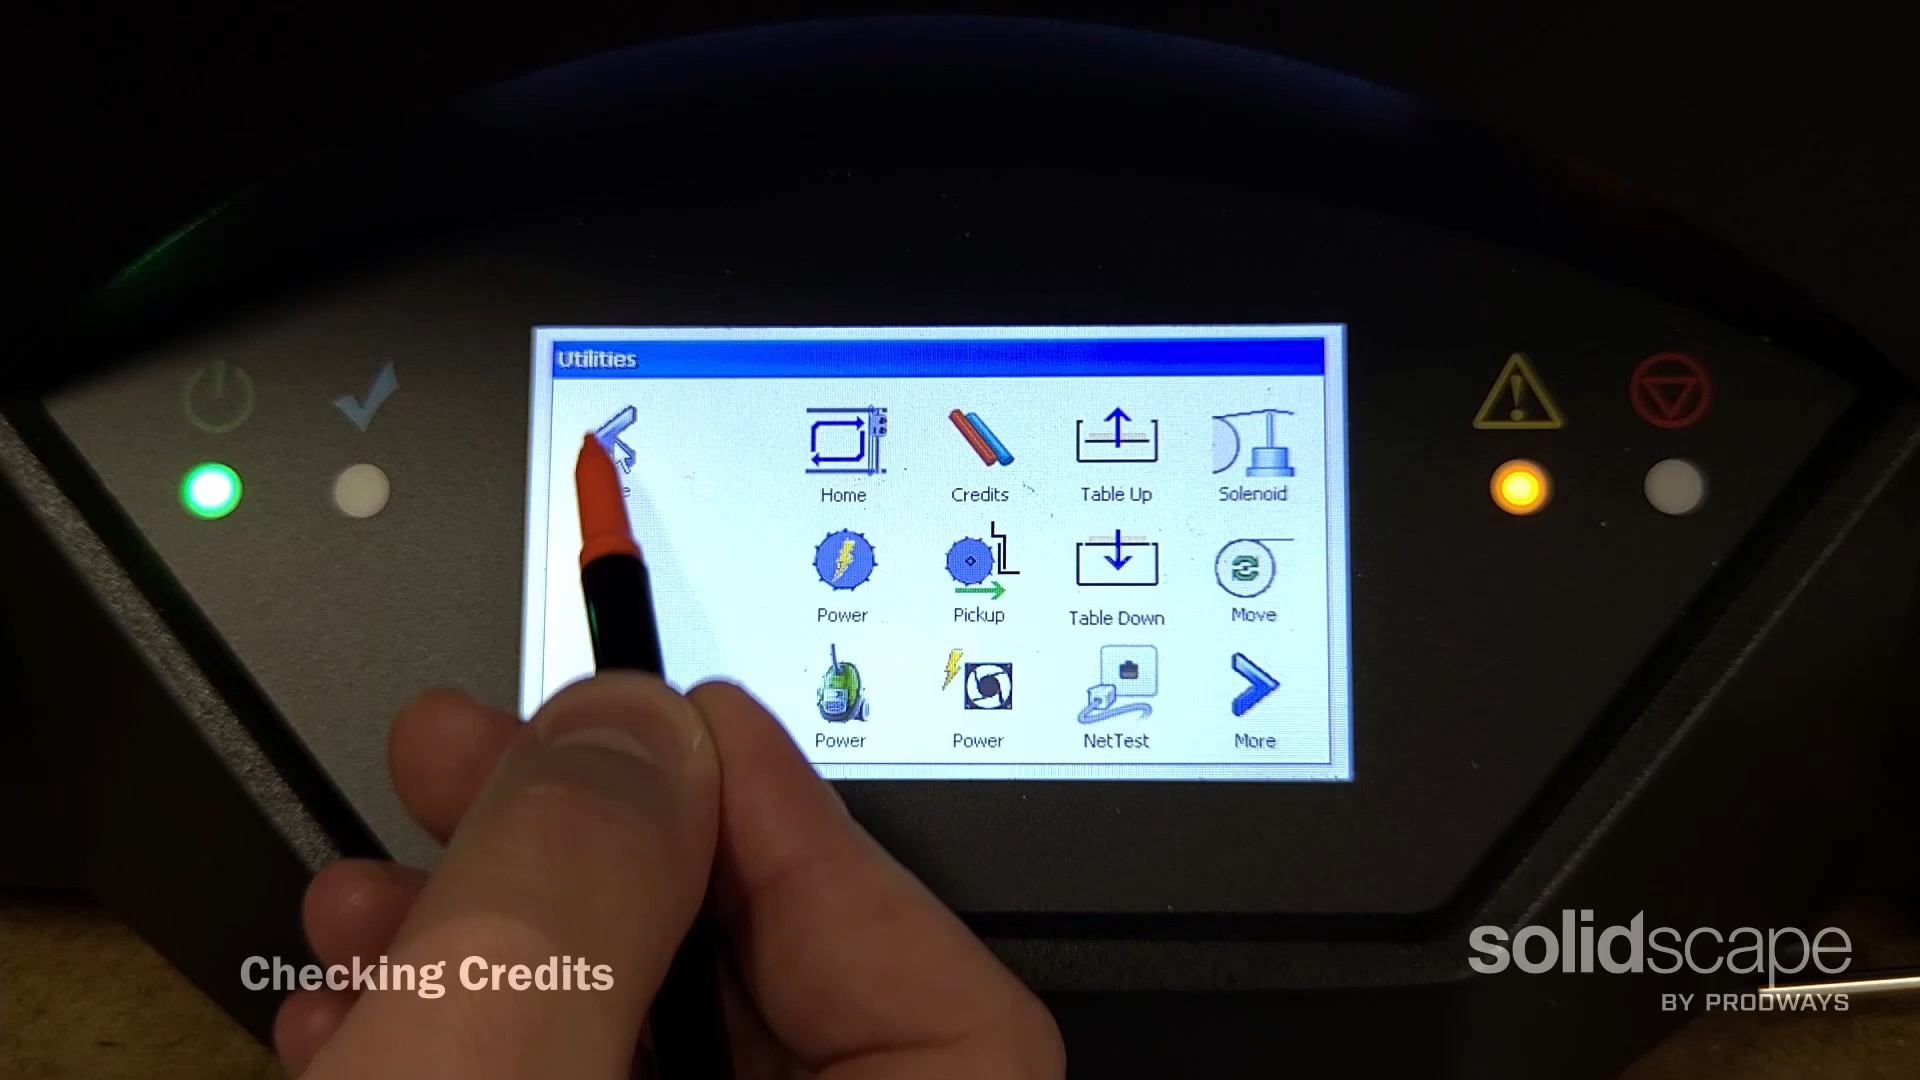 Utilities
Home
Credits
Table Up
Solenoid
Power
Pickup
Table Down
Move
Power
Power
NetTest
More
Checking Credits
solidscape
BY PRODWAYS